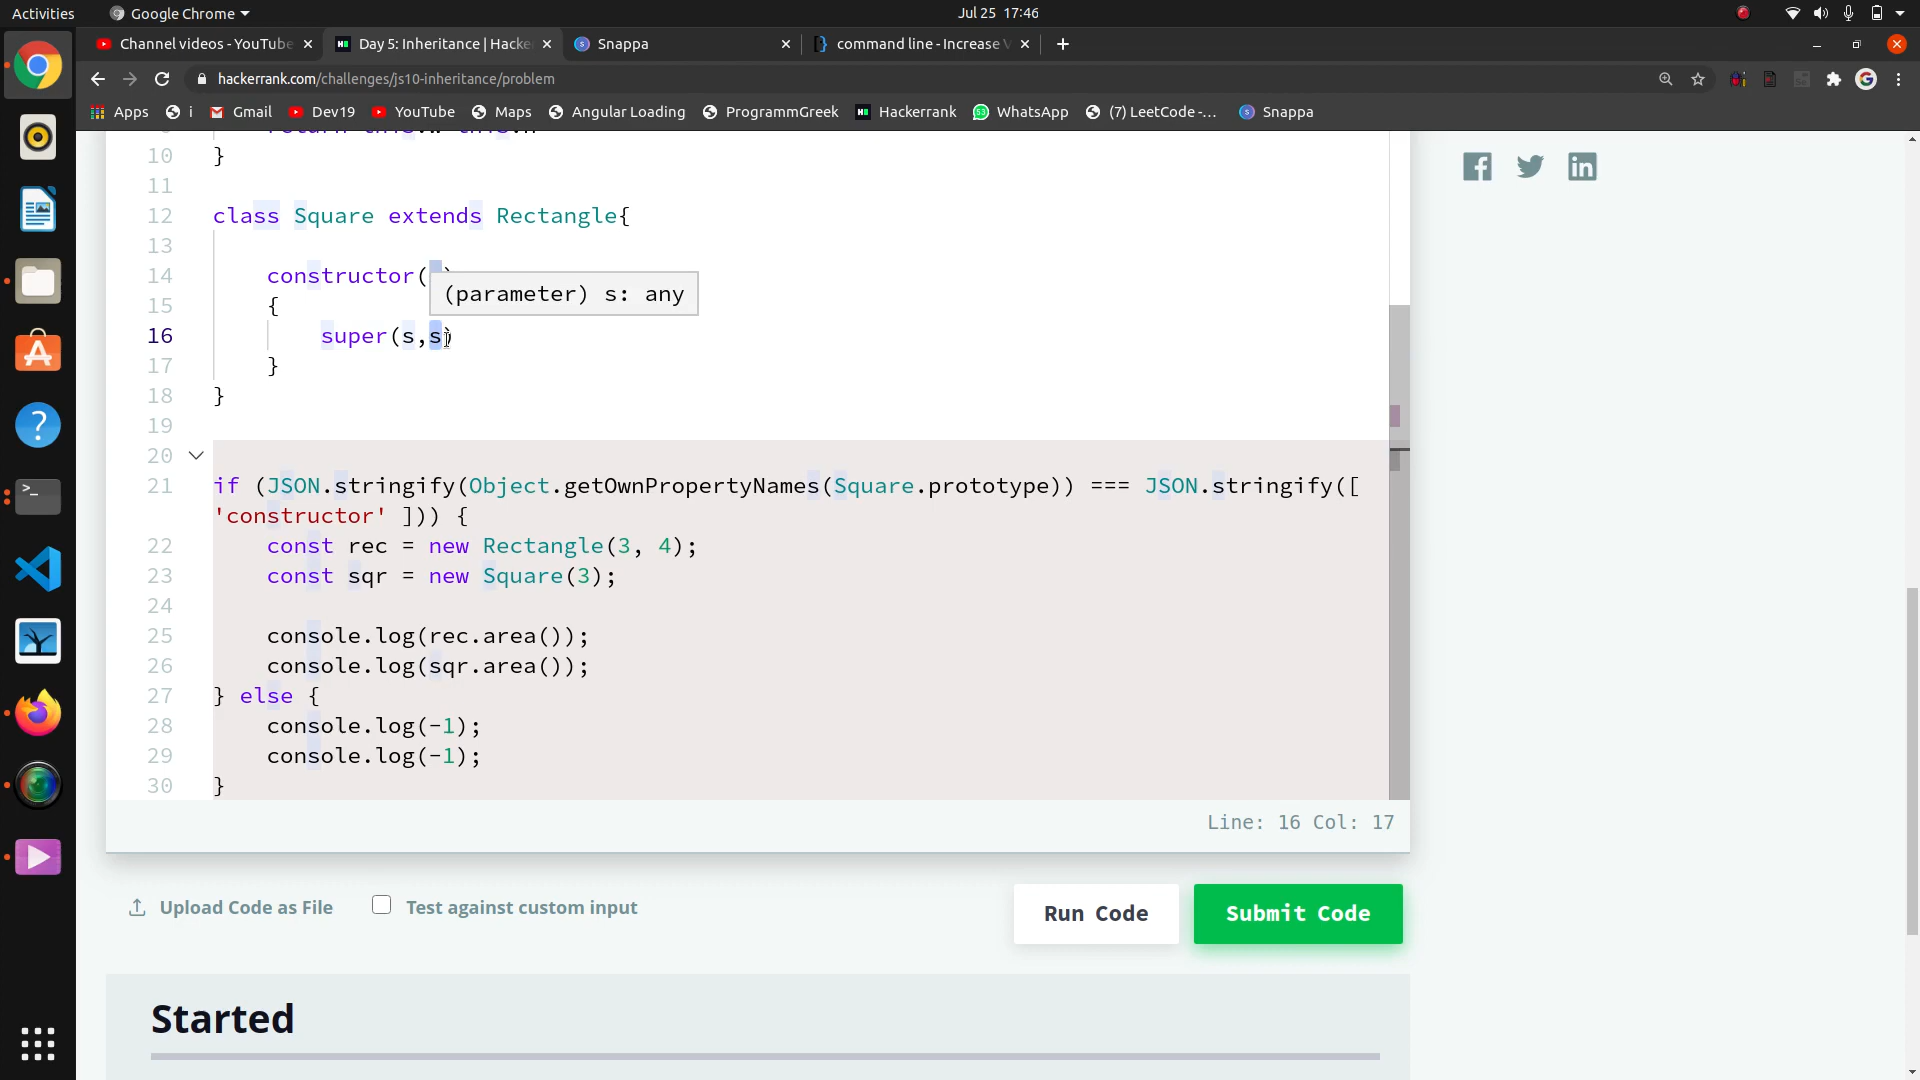 Activities Google Chrome Jul 25 17:46
Channel videos - YouTube Day 5: Inheritance | Hacke Snappa command line - Increase V
hackerrank.com/challenges/js10-inheritance/problem
Apps i Gmail Dev19 YouTube Maps Angular Loading ProgrammGreek Hackerrank WhatsApp (7) LeetCode -... Snappa
10 }
11
12 class Square extends Rectangle{
13
14 constructor(
(parameter) s: any
15 {
16 super(s,s)
17 }
18 }
19
20
21 if (JSON.stringify(Object.getOwnPropertyNames(Square.prototype)) === JSON.stringify([
'constructor' ])) {
22 const rec = new Rectangle(3, 4);
23 const sqr = new Square(3);
24
25 console.log(rec.area());
26 console.log(sqr.area());
27 } else {
28 console.log(-1);
29 console.log(-1);
30 }
Line: 16 Col: 17
Upload Code as File Test against custom input Run Code Submit Code
Started